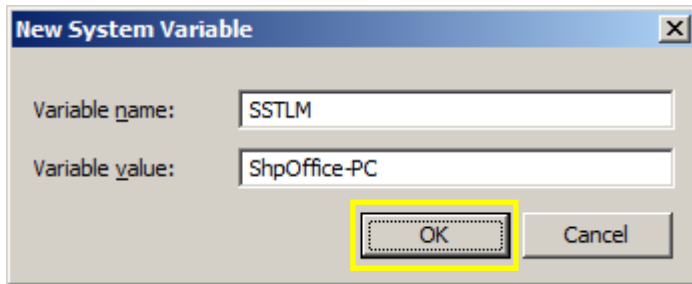 New System Variable
Variable name: SSTLM
Variable value: ShpOffice-PC
OK Cancel